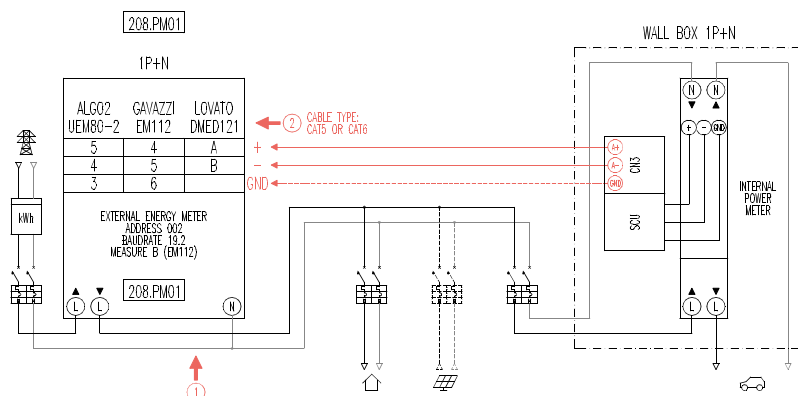 208.PM01
WALL BOX 1P+N
1P+N
ALGO2 GAVAZZI LOVATO
UEM80-2 EM112 DMED121
5 4 A
4 5 B
3 6
2 CABLE TYPE:
CAT5 OR CAT6
+
-
GND
N N
+ - GND
A+
A-
GND
CN3
SCU
INTERNAL
POWER
METER
kWh
EXTERNAL ENERGY METER
ADDRESS 002
BAUDRATE 19.2
MEASURE B (EM112)
208.PM01
L L N
L L
1